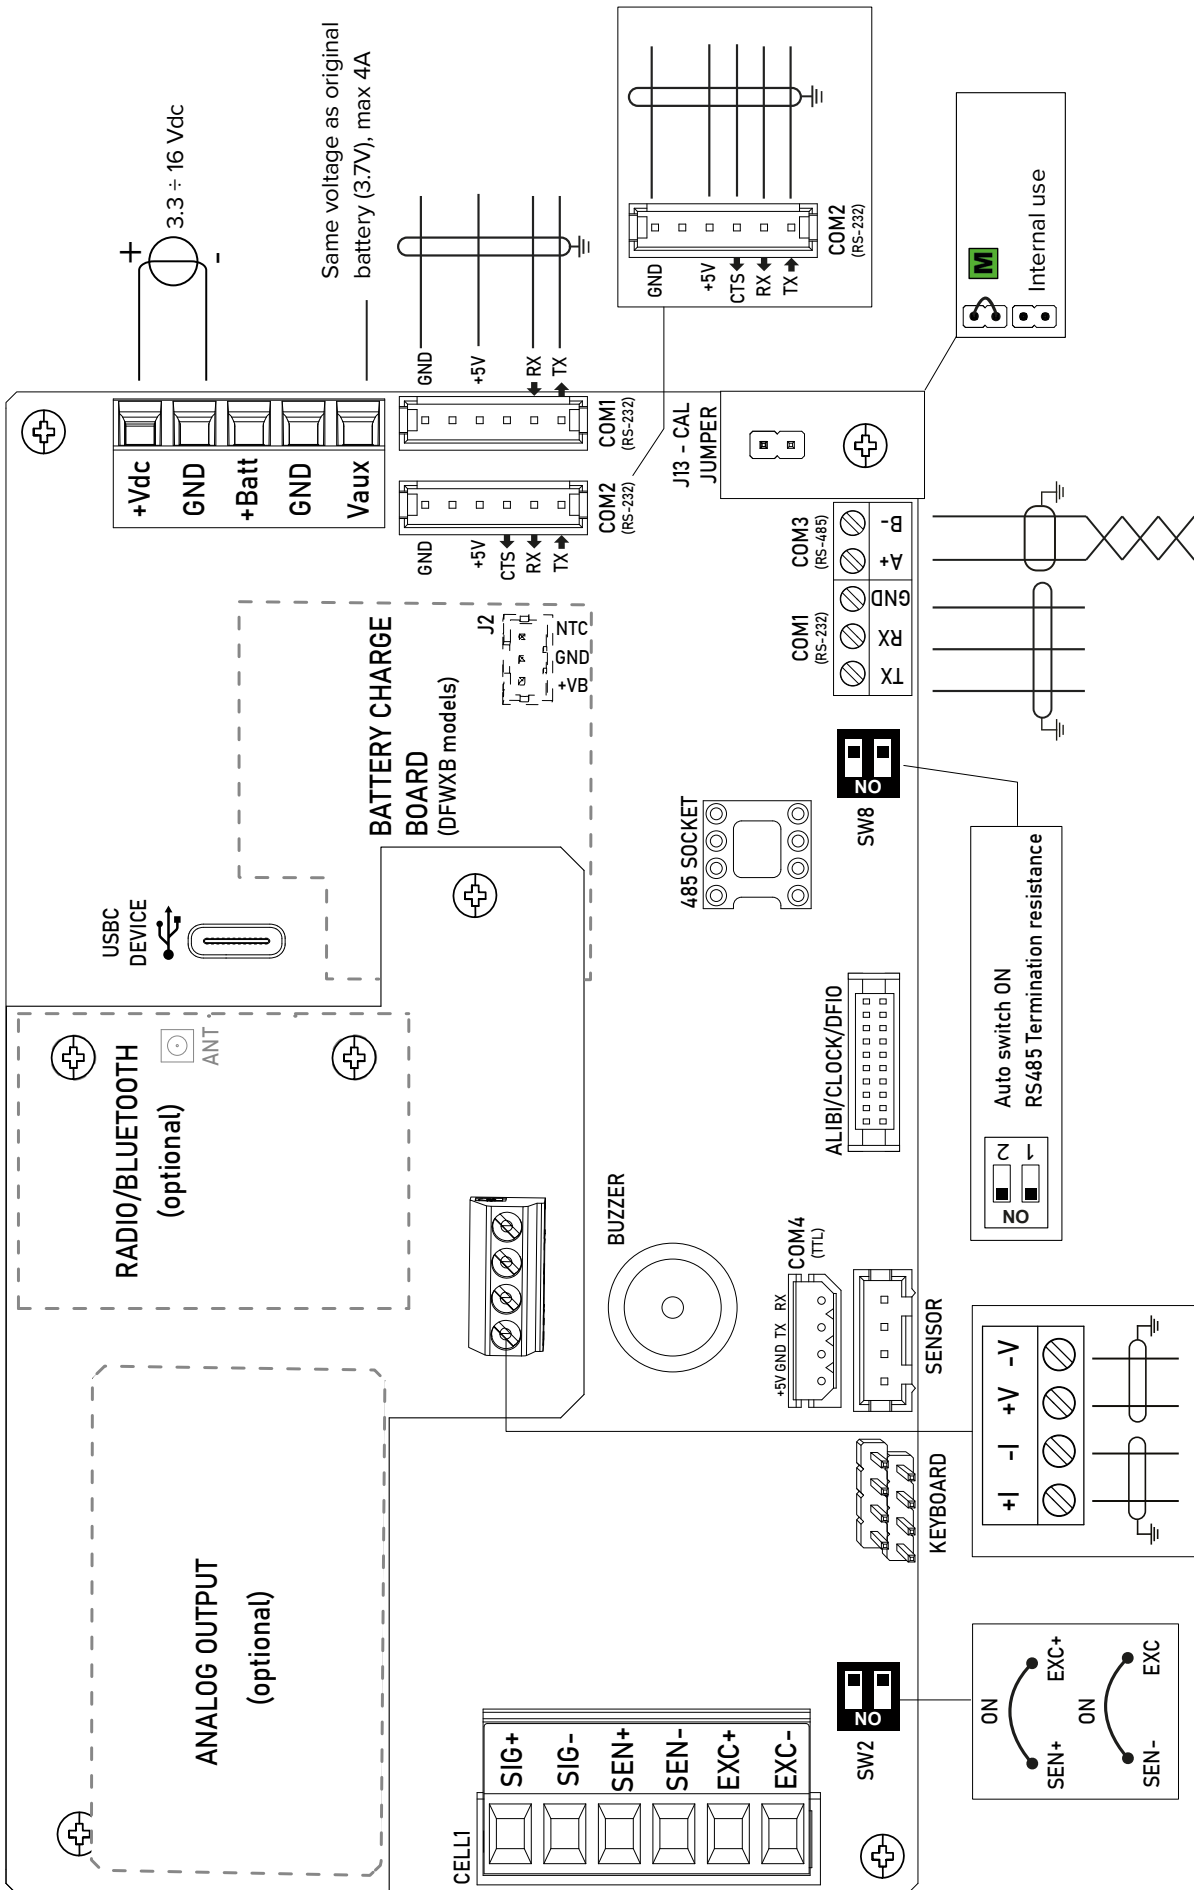 +
3.3 ÷ 16 Vdc
-
Same voltage as original
battery (3.7V), max 4A
+Vdc
GND
+Batt
GND
Vaux
GND
+5V
RX
TX
COM1
(RS-232)
GND
+5V
CTS
RX
TX
COM2
(RS-232)
GND
+5V
CTS
RX
TX
COM2
(RS-232)
J13 - CAL
JUMPER
M
Internal use
BATTERY CHARGE
BOARD
(DFWXB models)
J2
NTC
GND
+VB
USBC
DEVICE
COM3
(RS-485)
B-
A+
COM1
(RS-232)
GND
RX
TX
485 SOCKET
ON
SW8
Auto switch ON
RS485 Termination resistance
2
1
ON
RADIO/BLUETOOTH
(optional)
ANT
ALIBI/CLOCK/DFIO
BUZZER
COM4
(TTL)
+5V GND TX RX
SENSOR
KEYBOARD
+I -I +V -V
ANALOG OUTPUT
(optional)
CELL1
SIG+
SIG-
SEN+
SEN-
EXC+
EXC-
ON
SW2
ON
SEN+ EXC+
ON
SEN- EXC